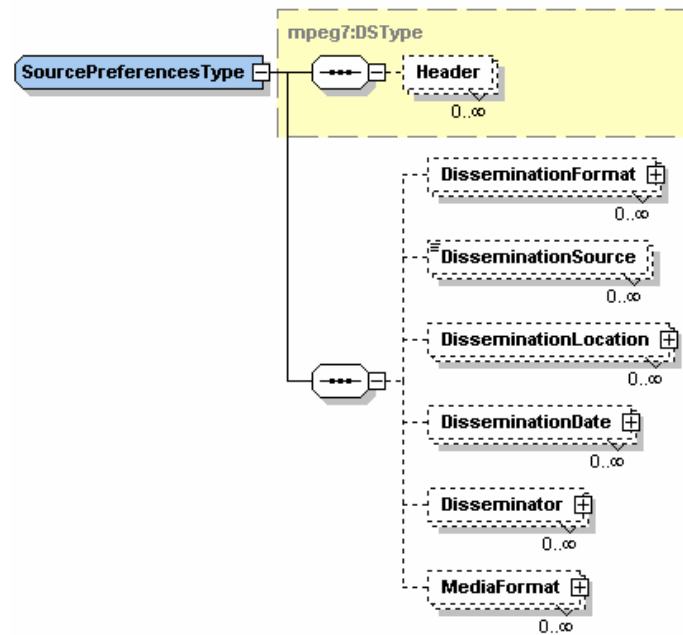 mpeg7:DSType
SourcePreferencesType
Header
0..∞
DisseminationFormat
0..∞
DisseminationSource
0..∞
DisseminationLocation
0..∞
DisseminationDate
0..∞
Disseminator
0..∞
MediaFormat
0..∞